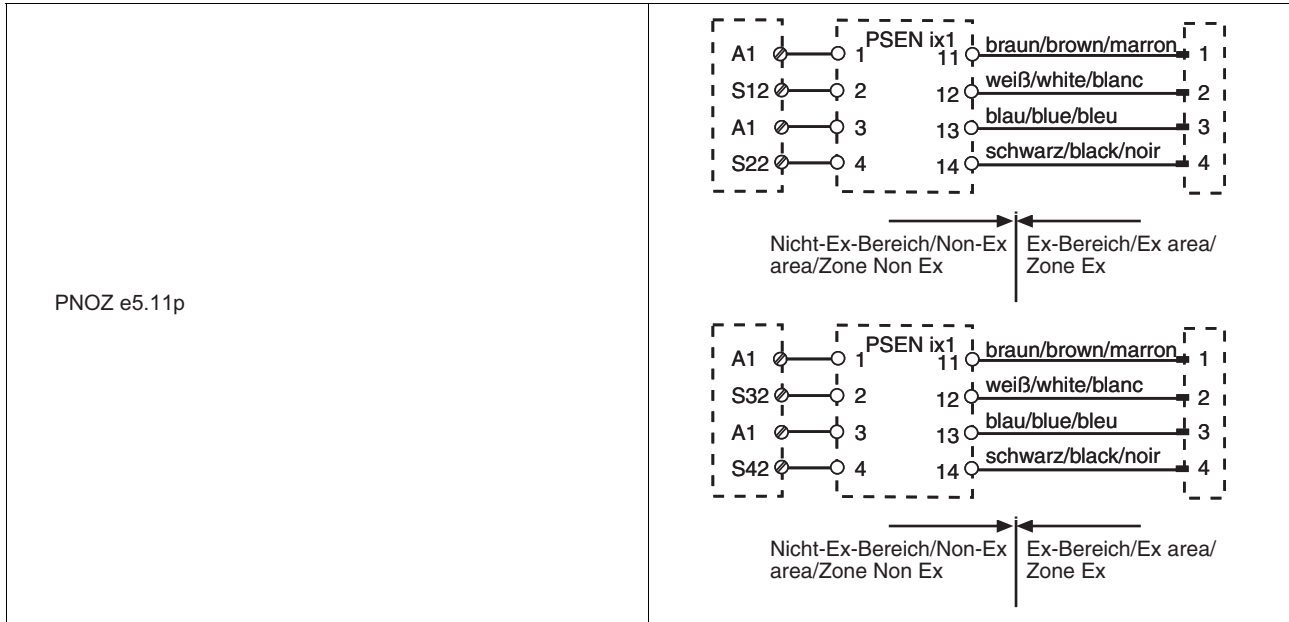 PNOZ e5.11p
PSEN ix1
A1 1 11 braun/brown/marron 1
S12 2 12 weiß/white/blanc 2
A1 3 13 blau/blue/bleu 3
S22 4 14 schwarz/black/noir 4
Nicht-Ex-Bereich/Non-Ex Ex-Bereich/Ex area/
area/Zone Non Ex Zone Ex
PSEN ix1
A1 1 11 braun/brown/marron 1
S32 2 12 weiß/white/blanc 2
A1 3 13 blau/blue/bleu 3
S42 4 14 schwarz/black/noir 4
Nicht-Ex-Bereich/Non-Ex Ex-Bereich/Ex area/
area/Zone Non Ex Zone Ex